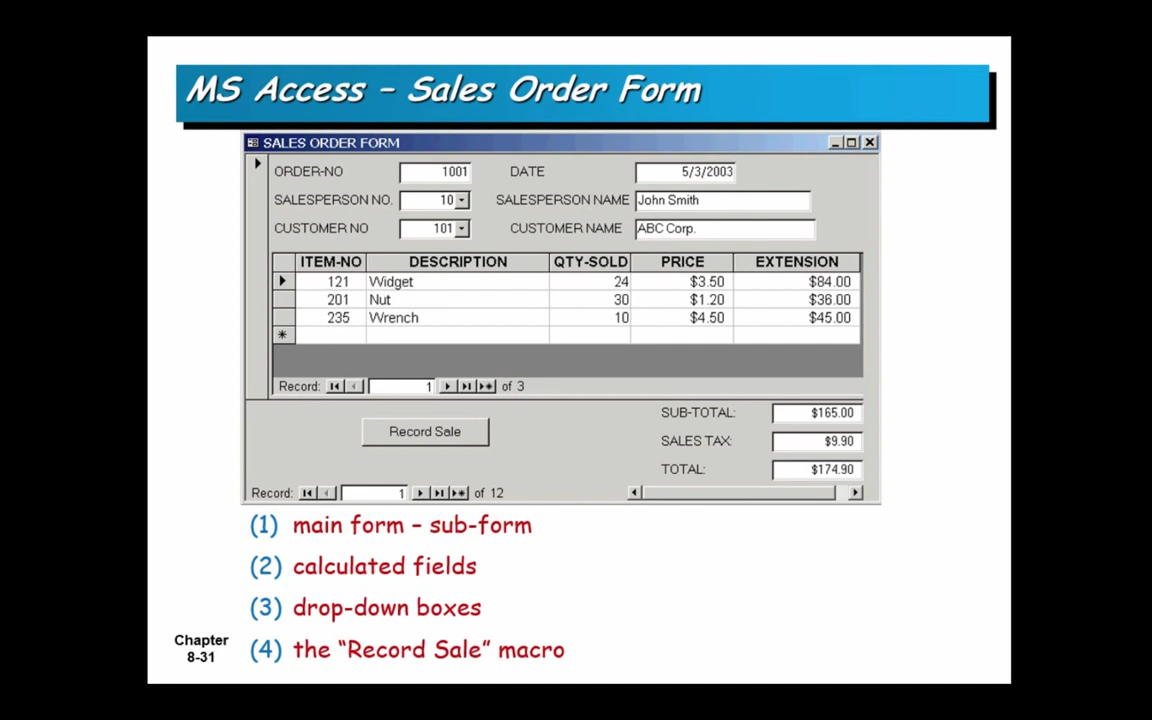 MS Access – Sales Order Form
SALES ORDER FORM
ORDER-NO 1001 DATE 5/3/2003
SALESPERSON NO. 10 SALESPERSON NAME John Smith
CUSTOMER NO 101 CUSTOMER NAME ABC Corp.
ITEM-NO DESCRIPTION QTY-SOLD PRICE EXTENSION
121 Widget 24 $3.50 $84.00
201 Nut 30 $1.20 $36.00
235 Wrench 10 $4.50 $45.00
Record: 1 of 3
SUB-TOTAL: $165.00
Record Sale
SALES TAX: $9.90
TOTAL: $174.90
Record: 1 of 12
(1) main form – sub-form
(2) calculated fields
(3) drop-down boxes
(4) the “Record Sale” macro
Chapter
8-31